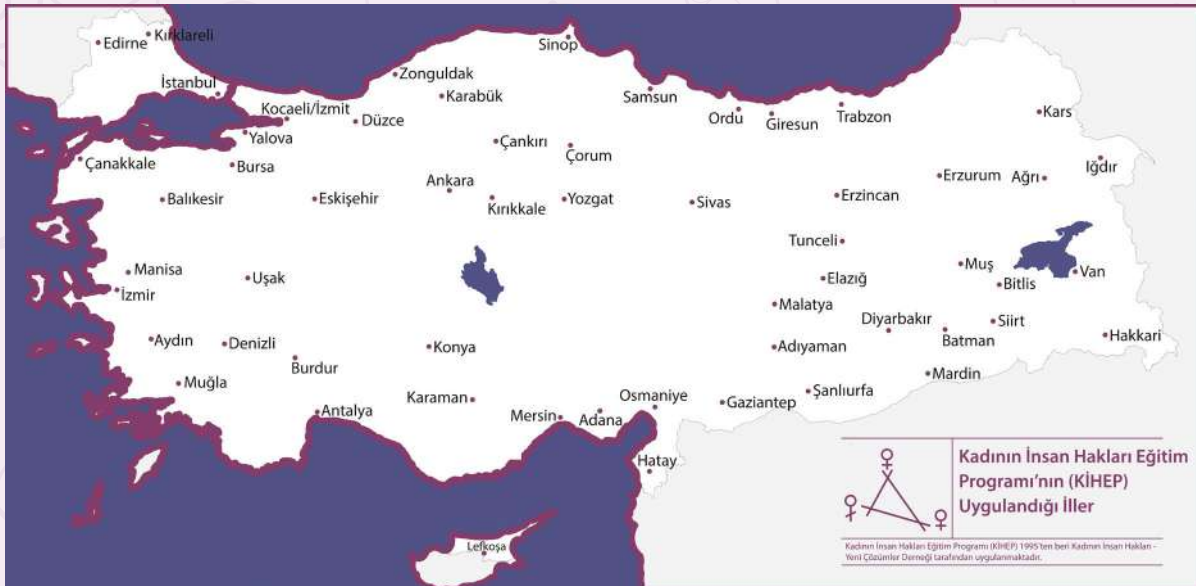 Kırklareli
Edirne
Sinop
İstanbul
Zonguldak
Karabük
Samsun
Kocaeli/İzmit
Düzce
Ordu
Giresun
Trabzon
Kars
Yalova
Çankırı
Çorum
Çanakkale
Bursa
Iğdır
Ankara
Erzurum
Ağrı
Balıkesir
Eskişehir
Kırıkkale
Yozgat
Sivas
Erzincan
Tunceli
Manisa
Uşak
Elazığ
Muş
Van
İzmir
Bitlis
Malatya
Diyarbakır
Siirt
Aydın
Denizli
Konya
Adıyaman
Batman
Hakkari
Burdur
Mardin
Muğla
Karaman
Osmaniye
Şanlıurfa
Gaziantep
Antalya
Mersin
Adana
Hatay
Lefkoşa
Kadının İnsan Hakları Eğitim
Programı'nın (KİHEP)
Uygulandığı İller
Kadının İnsan Hakları Eğitim Programı (KİHEP) 1995'ten beri Kadının İnsan Hakları -
Yeni Çözümler Derneği tarafından uygulanmaktadır.